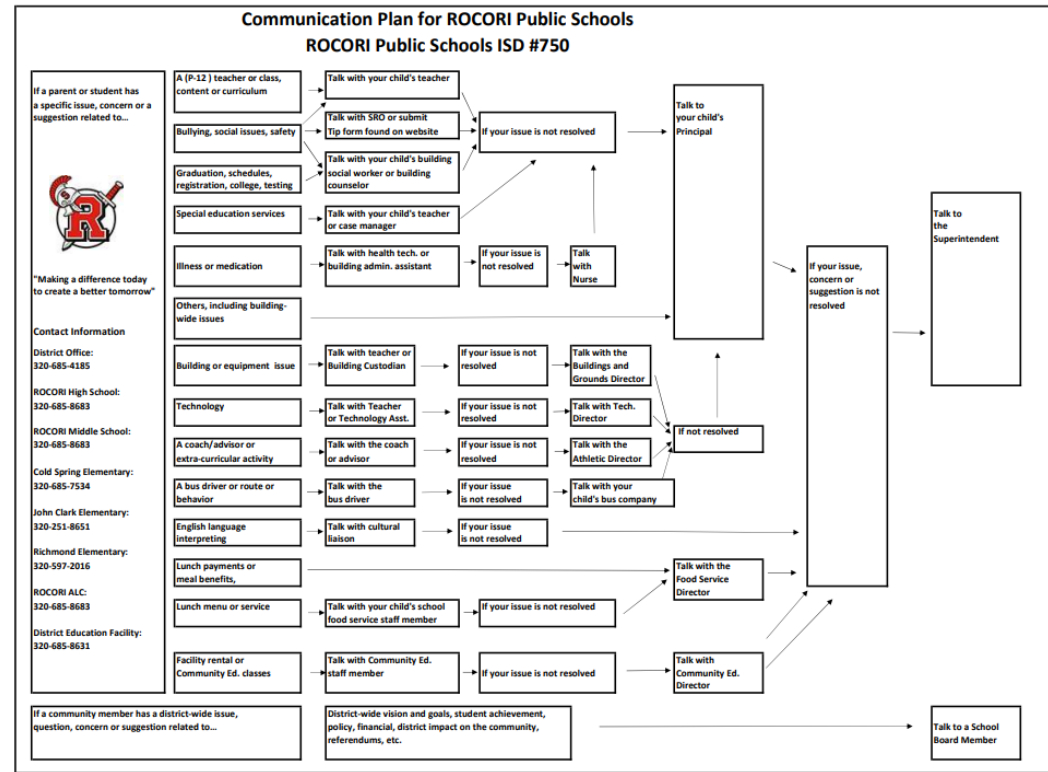 Communication Plan for ROCORI Public Schools
ROCORI Public Schools ISD #750
If a parent or student has
a specific issue, concern or a
suggestion related to...
R
"Making a difference today
to create a better tomorrow"
Contact Information
District Office:
320-685-4185
ROCORI High School:
320-685-8683
ROCORI Middle School:
320-685-8683
Cold Spring Elementary:
320-685-7534
John Clark Elementary:
320-251-8651
Richmond Elementary:
320-597-2016
ROCORI ALC:
320-685-8683
District Education Facility:
320-685-8631
A (P-12 ) teacher or class,
content or curriculum
Talk with your child's teacher
Bullying, social issues, safety
Talk with SRO or submit
Tip form found on website
If your issue is not resolved
Talk to
your child's
Principal
Graduation, schedules,
registration, college, testing
Talk with your child's building
social worker or building
counselor
Special education services
Talk with your child's teacher
or case manager
Illness or medication
Talk with health tech. or
building admin. assistant
If your issue is
not resolved
Talk
with
Nurse
Others, including building-
wide issues
If your issue,
concern or
suggestion is not
resolved
Talk to
the
Superintendent
Building or equipment issue
Talk with teacher or
Building Custodian
If your issue is not
resolved
Talk with the
Buildings and
Grounds Director
Technology
Talk with Teacher
or Technology Asst.
If your issue is not
resolved
Talk with Tech.
Director
If not resolved
A coach/advisor or
extra-curricular activity
Talk with the coach
or advisor
If your issue is not
resolved
Talk with the
Athletic Director
A bus driver or route or
behavior
Talk with the
bus driver
If your issue
is not resolved
Talk with your
child's bus company
English language
interpreting
Talk with cultural
liaison
If your issue
is not resolved
Lunch payments or
meal benefits,
Talk with the
Food Service
Director
Lunch menu or service
Talk with your child's school
food service staff member
If your issue is not resolved
Facility rental or
Community Ed. classes
Talk with Community Ed.
staff member
If your issue is not resolved
Talk with
Community Ed.
Director
If a community member has a district-wide issue,
question, concern or suggestion related to...
District-wide vision and goals, student achievement,
policy, financial, district impact on the community,
referendums, etc.
Talk to a School
Board Member